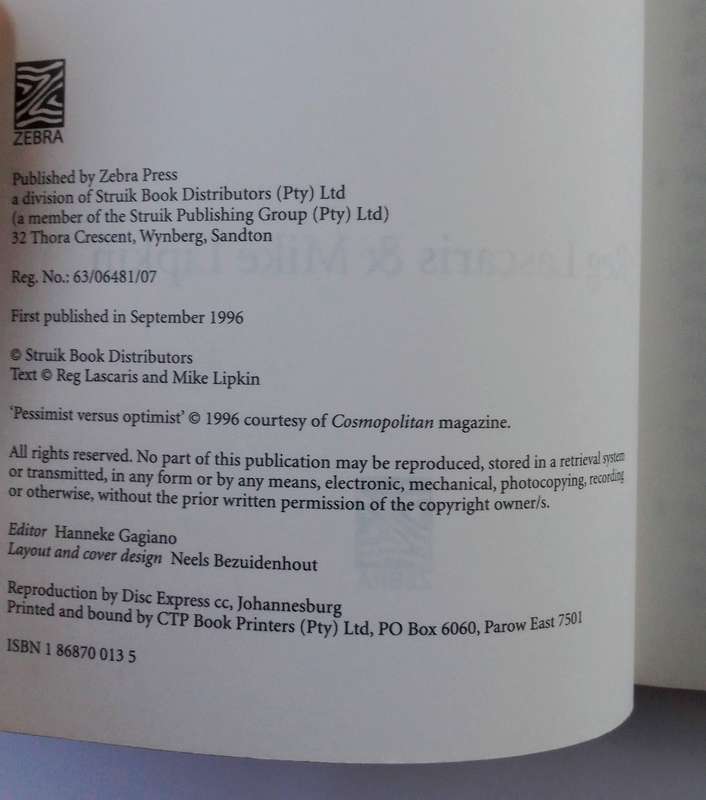 ZEBRA
Published by Zebra Press
a division of Struik Book Distributors (Pty) Ltd
(a member of the Struik Publishing Group (Pty) Ltd)
32 Thora Crescent, Wynberg, Sandton
Reg. No.: 63/06481/07
First published in September 1996
© Struik Book Distributors
Text © Reg Lascaris and Mike Lipkin
'Pessimist versus optimist' © 1996 courtesy of Cosmopolitan magazine.
All rights reserved. No part of this publication may be reproduced, stored in a retrieval system
or transmitted, in any form or by any means, electronic, mechanical, photocopying, recording
or otherwise, without the prior written permission of the copyright owner/s.
Editor Hanneke Gagiano
Layout and cover design Neels Bezuidenhout
Reproduction by Disc Express cc, Johannesburg
Printed and bound by CTP Book Printers (Pty) Ltd, PO Box 6060, Parow East 7501
ISBN 1 86870 013 5
Reg Lascaris & Mike Lipkin
ZEBRA